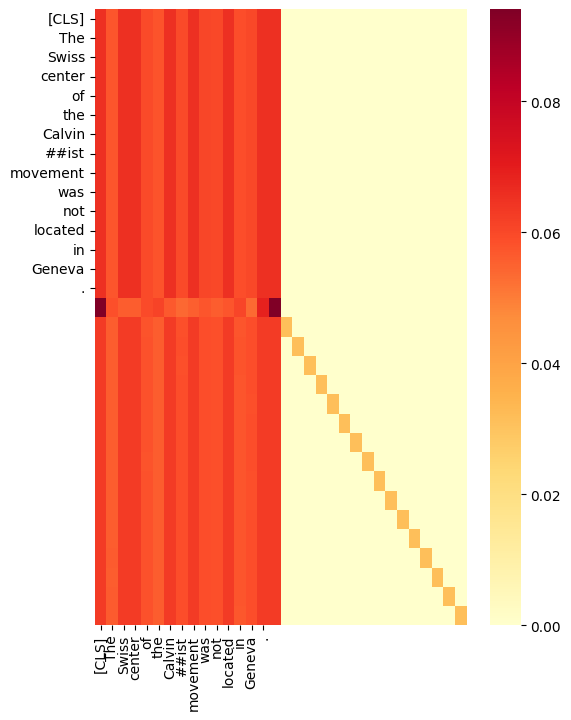 [CLS]
The
Swiss
center
of
the
Calvin
##ist
movement
was
not
located
in
Geneva
.
0.08
0.06
0.04
0.02
0.00
[CLS]
The
Swiss
center
of
the
Calvin
##ist
movement
was
not
located
in
Geneva
.